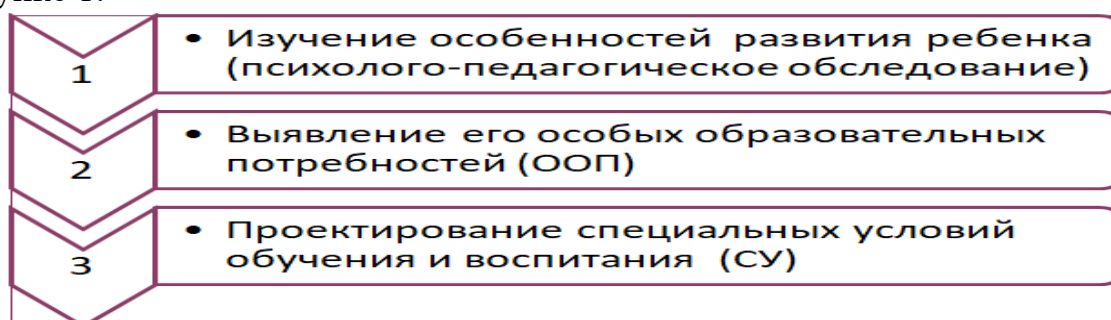 1
• Изучение особенностей развития ребенка
(психолого-педагогическое обследование)
2
• Выявление его особых образовательных
потребностей (ООП)
3
• Проектирование специальных условий
обучения и воспитания (СУ)